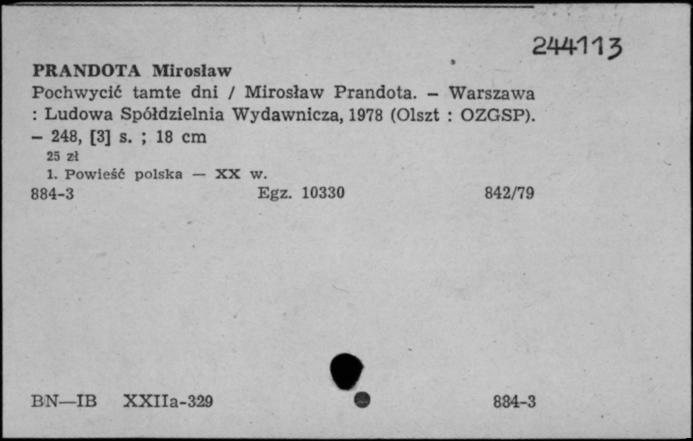 244113
PRANDOTA Mirosław
Pochwycić tamte dni / Mirosław Prandota. — Warszawa
: Ludowa Spółdzielnia Wydawnicza, 1978 (Olszt : OZGSP).
— 248, [3] s. ; 18 cm
25 zł
1. Powieść polska — XX w.
884-3 Egz. 10330 842/79
BN—IB XXIIa-329 884-3